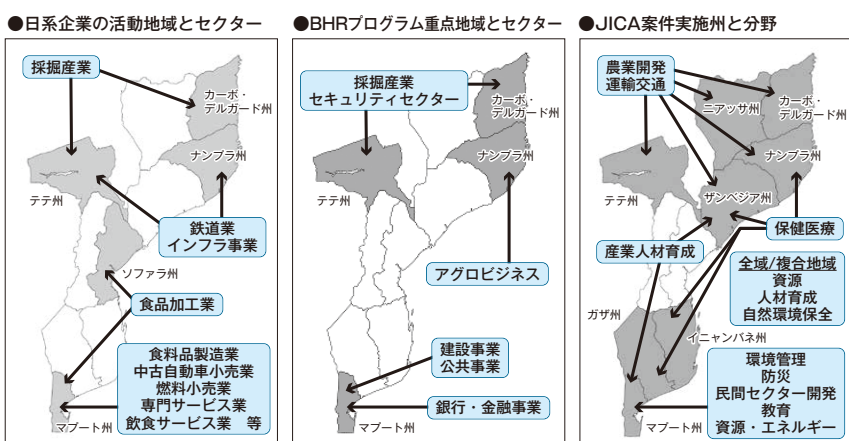 ●日系企業の活動地域とセクター
採掘産業
カーボ・
デルガード州
ナンプラ州
テテ州
鉄道業
インフラ事業
ソファラ州
食品加工業
食料品製造業
中古自動車小売業
燃料小売業
専門サービス業
飲食サービス業　等
マプート州
●BHRプログラム重点地域とセクター
採掘産業
セキュリティセクター
カーボ・
デルガード州
ナンプラ州
テテ州
アグロビジネス
建設事業
公共事業
銀行・金融事業
マプート州
●JICA案件実施州と分野
農業開発
運輸交通
ニアッサ州
カーボ・
デルガード州
ナンプラ州
テテ州
ザンベジア州
保健医療
産業人材育成
全域/複合地域
資源
人材育成
自然環境保全
ガザ州
イニャンバネ州
環境管理
防災
民間セクター開発
教育
資源・エネルギー
マプート州